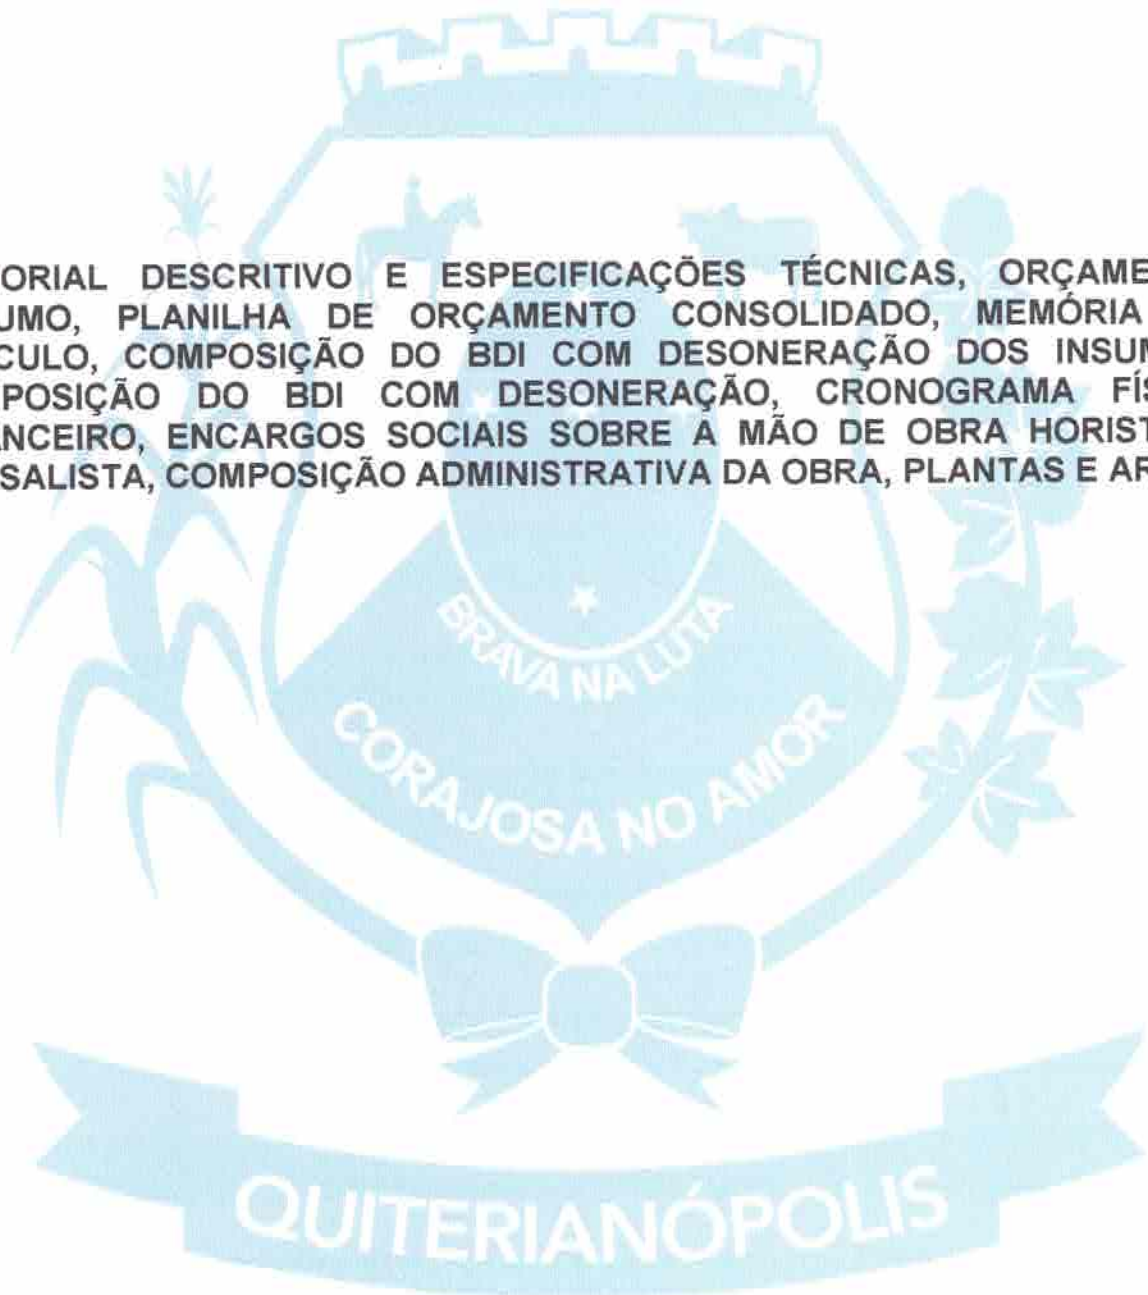 ORIAL DESCRITIVO E ESPECIFICAÇÕES TÉCNICAS, ORÇAME
UMO, PLANILHA DE ORÇAMENTO CONSOLIDADO, MEMÓRIA
CULO, COMPOSIÇÃO DO BDI COM DESONERAÇÃO DOS INSUM
POSIÇÃO DO BDI COM DESONERAÇÃO, CRONOGRAMA FÍS
ANCEIRO, ENCARGOS SOCIAIS SOBRE A MÃO DE OBRA HORIST
SALISTA, COMPOSIÇÃO ADMINISTRATIVA DA OBRA, PLANTAS E AR
BRAVA NA LUTA
CORAJOSA NO AMOR
QUITERIANÓPOLIS